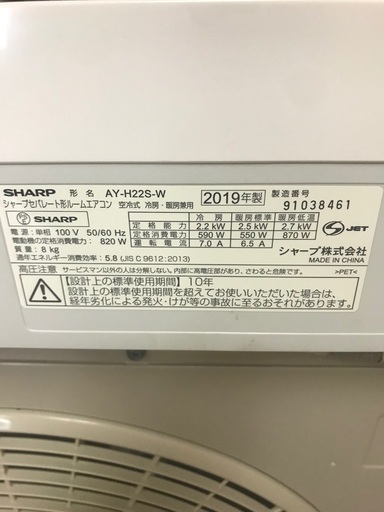 SHARP 形 名 AY-H22S-W 2019年製 製造番号
シャープセパレート形ルームエアコン 空冷式 冷房・暖房兼用 91038461
SHARP
冷 房 暖房標準 暖房低温
電 源：単相 100 V 50/60 Hz 定 格 能 力 2.2 kW 2.5 kW 2.7 kW
電動機の定格消費電力： 820 W 定格消費電力 590 W 550 W 870 W
質 量： 8 kg 運 転 電 流 7.0 A 6.5 A
S JET
通年エネルギー消費効率： 5.8 (JIS C 9612:2013) シャープ株式会社
MADE IN CHINA
高圧注意 サービスマン以外の人は分解しないでください。内部に高電圧部があり、さわると危険です。 >PET<
【設計上の標準使用期間】10年
設計上の標準使用期間を超えてお使いいただいた場合は、
経年劣化による発火・けが等の事故に至るおそれがあります。